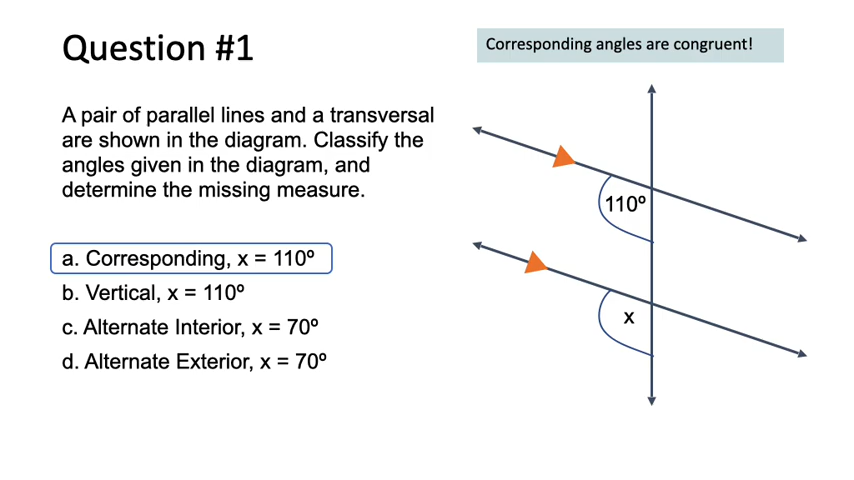 Question #1
Corresponding angles are congruent!
A pair of parallel lines and a transversal
are shown in the diagram. Classify the
angles given in the diagram, and
determine the missing measure.
a. Corresponding, x = 110º
b. Vertical, x = 110º
c. Alternate Interior, x = 70º
d. Alternate Exterior, x = 70º
110º
x